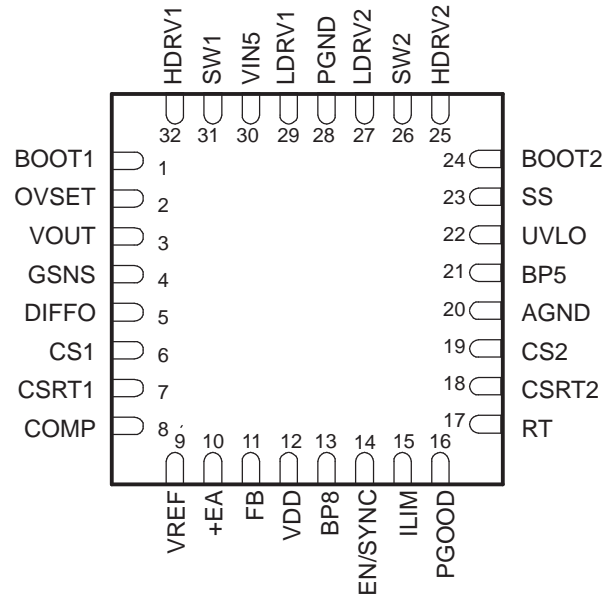 HDRV1
SW1
VIN5
LDRV1
PGND
LDRV2
SW2
HDRV2
32 31 30 29 28 27 26 25
BOOT1 1 24 BOOT2
OVSET 2 23 SS
VOUT 3 22 UVLO
GSNS 4 21 BP5
DIFFO 5 20 AGND
CS1 6 19 CS2
CSRT1 7 18 CSRT2
COMP 8 17 RT
9 10 11 12 13 14 15 16
VREF
+EA
FB
VDD
BP8
EN/SYNC
ILIM
PGOOD